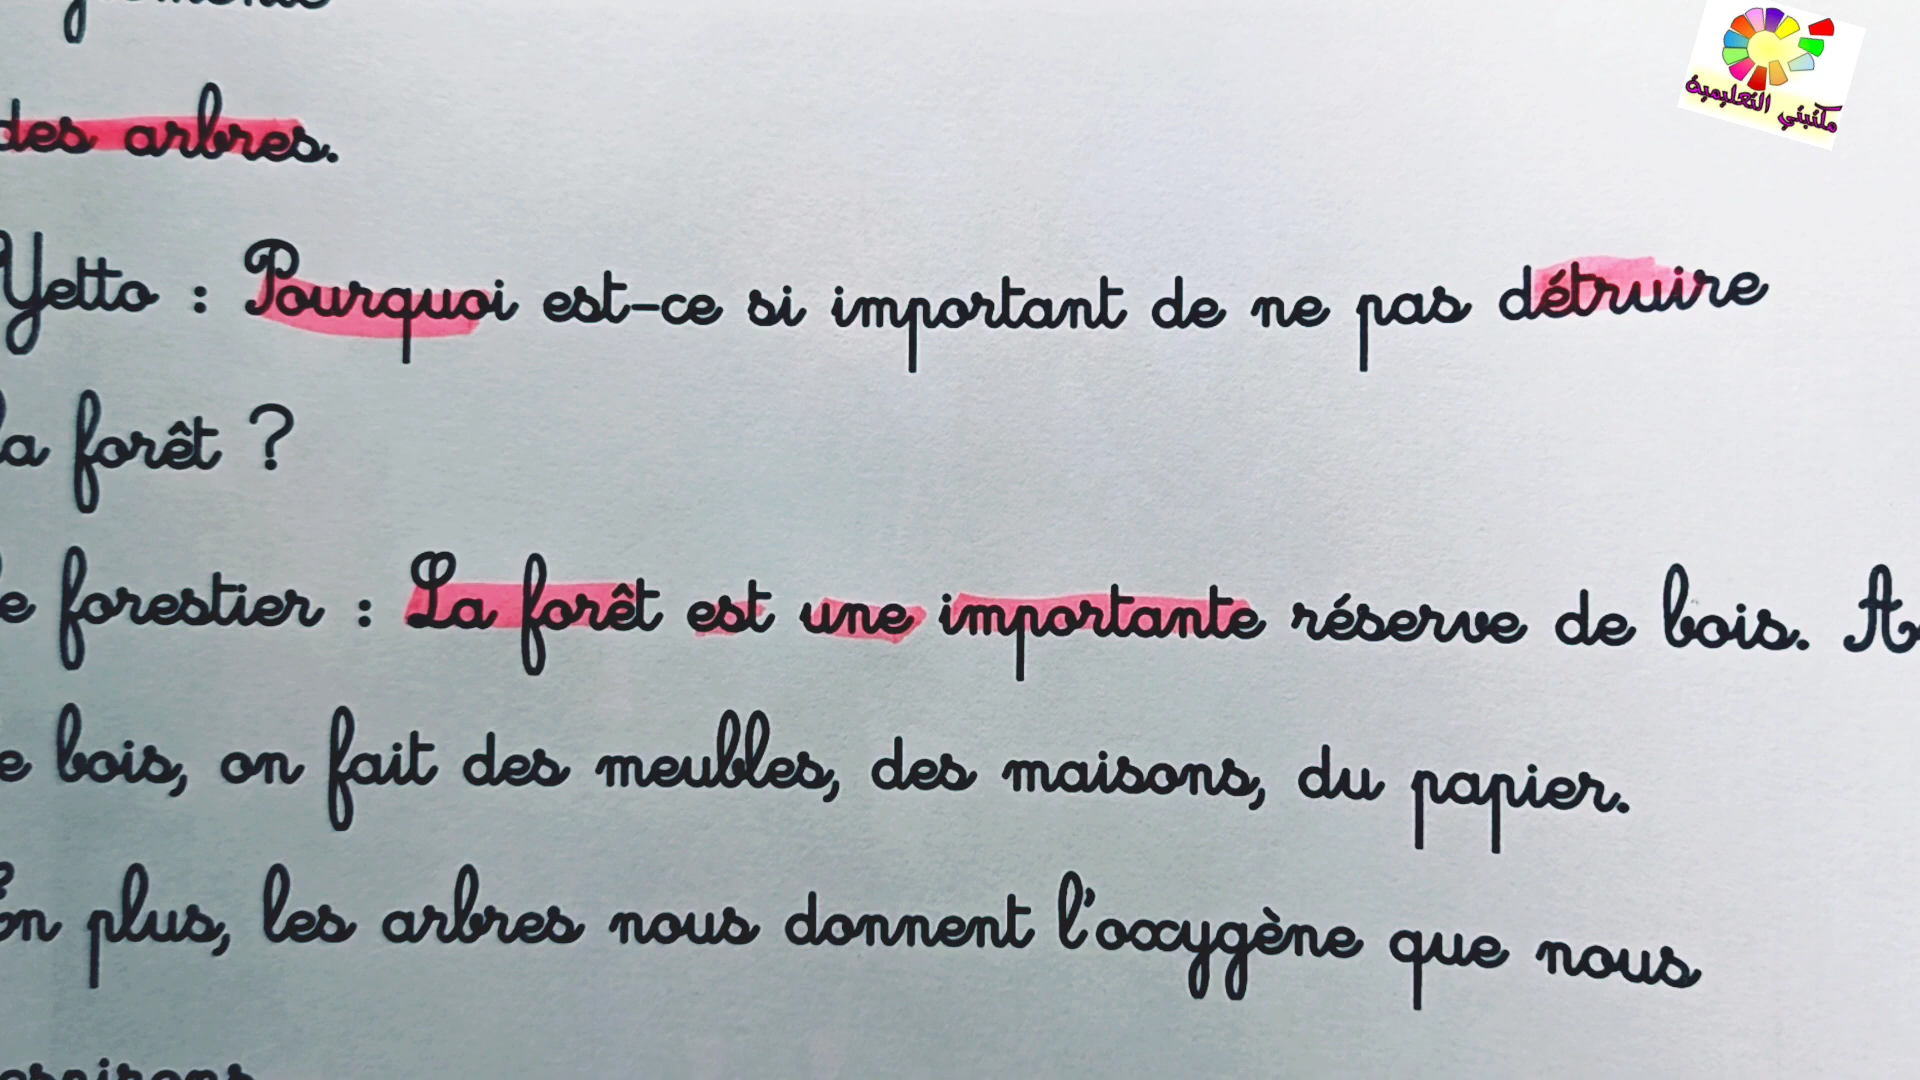 des arbres.
Yetto : Pourquoi est-ce si important de ne pas détruire
la forêt ?
forestier : La forêt est une importante réserve de bois. A
bois, on fait des meubles, des maisons, du papier.
En plus, les arbres nous donnent l'oxygène que nous
مكتبتي التعليمية